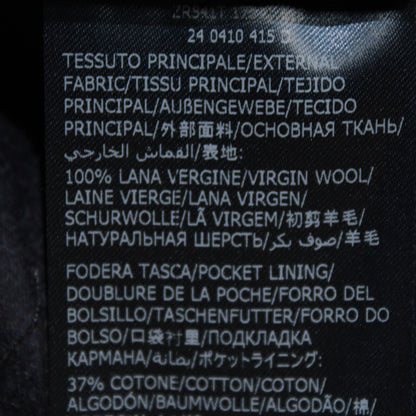 24 0410 415
TESSUTO PRINCIPALE/EXTERNAL
FABRIC/TISSU PRINCIPAL/TEJIDO
PRINCIPAL/AUßENGEWEBE/TECIDO
PRINCIPAL/外部面料/ОСНОВНАЯ ТКАНЬ/
القماش الخارجي/表地:
100% LANA VERGINE/VIRGIN WOOL/
LAINE VIERGE/LANA VIRGEN/
SCHURWOLLE/LÃ VIRGEM/初剪羊毛/
НАТУРАЛЬНАЯ ШЕРСТЬ/صوف بكر/羊毛
FODERA TASCA/POCKET LINING/
DOUBLURE DE LA POCHE/FORRO DEL
BOLSILLO/TASCHENFUTTER/FORRO DO
BOLSO/口袋衬里/ПОДКЛАДКА
КАРМАНА/بطانة/ポケットライニング:
37% COTONE/COTTON/COTON/
ALGODÓN/BAUMWOLLE/ALGODÃO/棉/